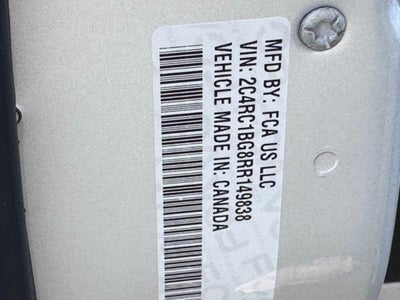 MFD BY: FCA US LLC
VIN: 2C4RC1BG8RR149838
VEHICLE MADE IN: CANADA